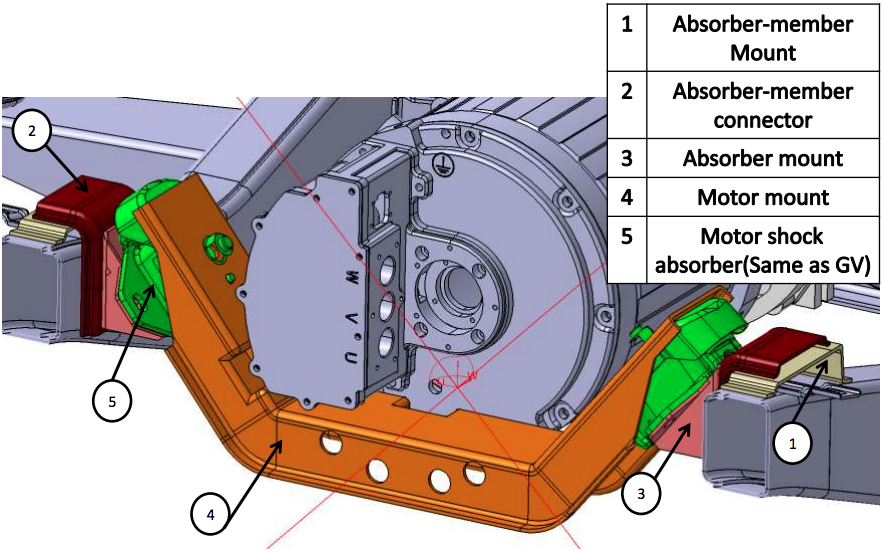 1 Absorber-member
Mount
2 Absorber-member
connector
3 Absorber mount
4 Motor mount
5 Motor shock
absorber(Same as GV)
2
W
V
U
5
4
3
1